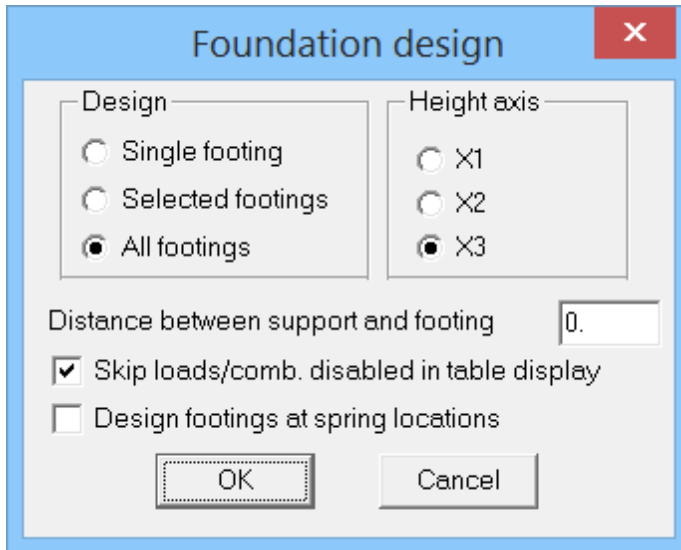 Foundation design
Design
Single footing
Selected footings
All footings
Height axis
X1
X2
X3
Distance between support and footing 0.
Skip loads/comb. disabled in table display
Design footings at spring locations
OK Cancel